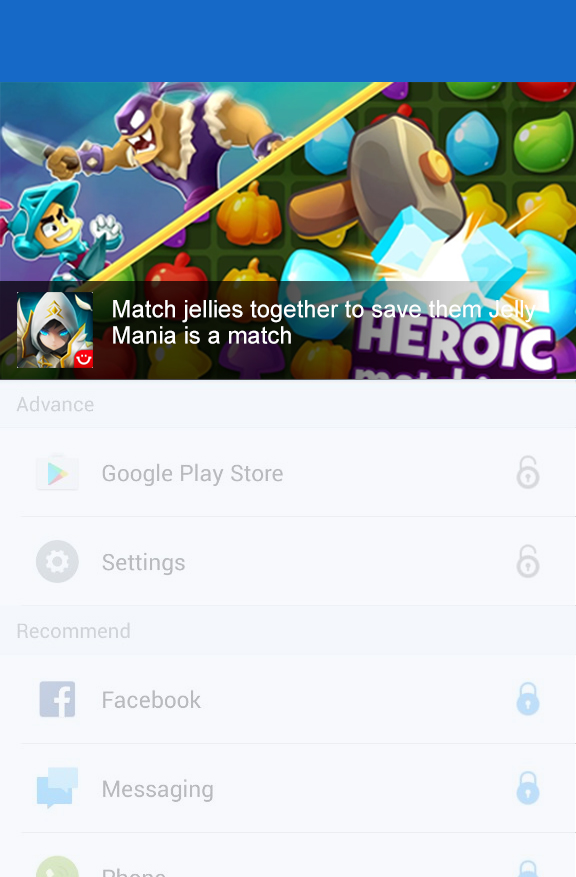 Match jellies together to save them Jelly
Mania is a match
HEROIC
Advance
Google Play Store
Settings
Recommend
Facebook
Messaging
Phone